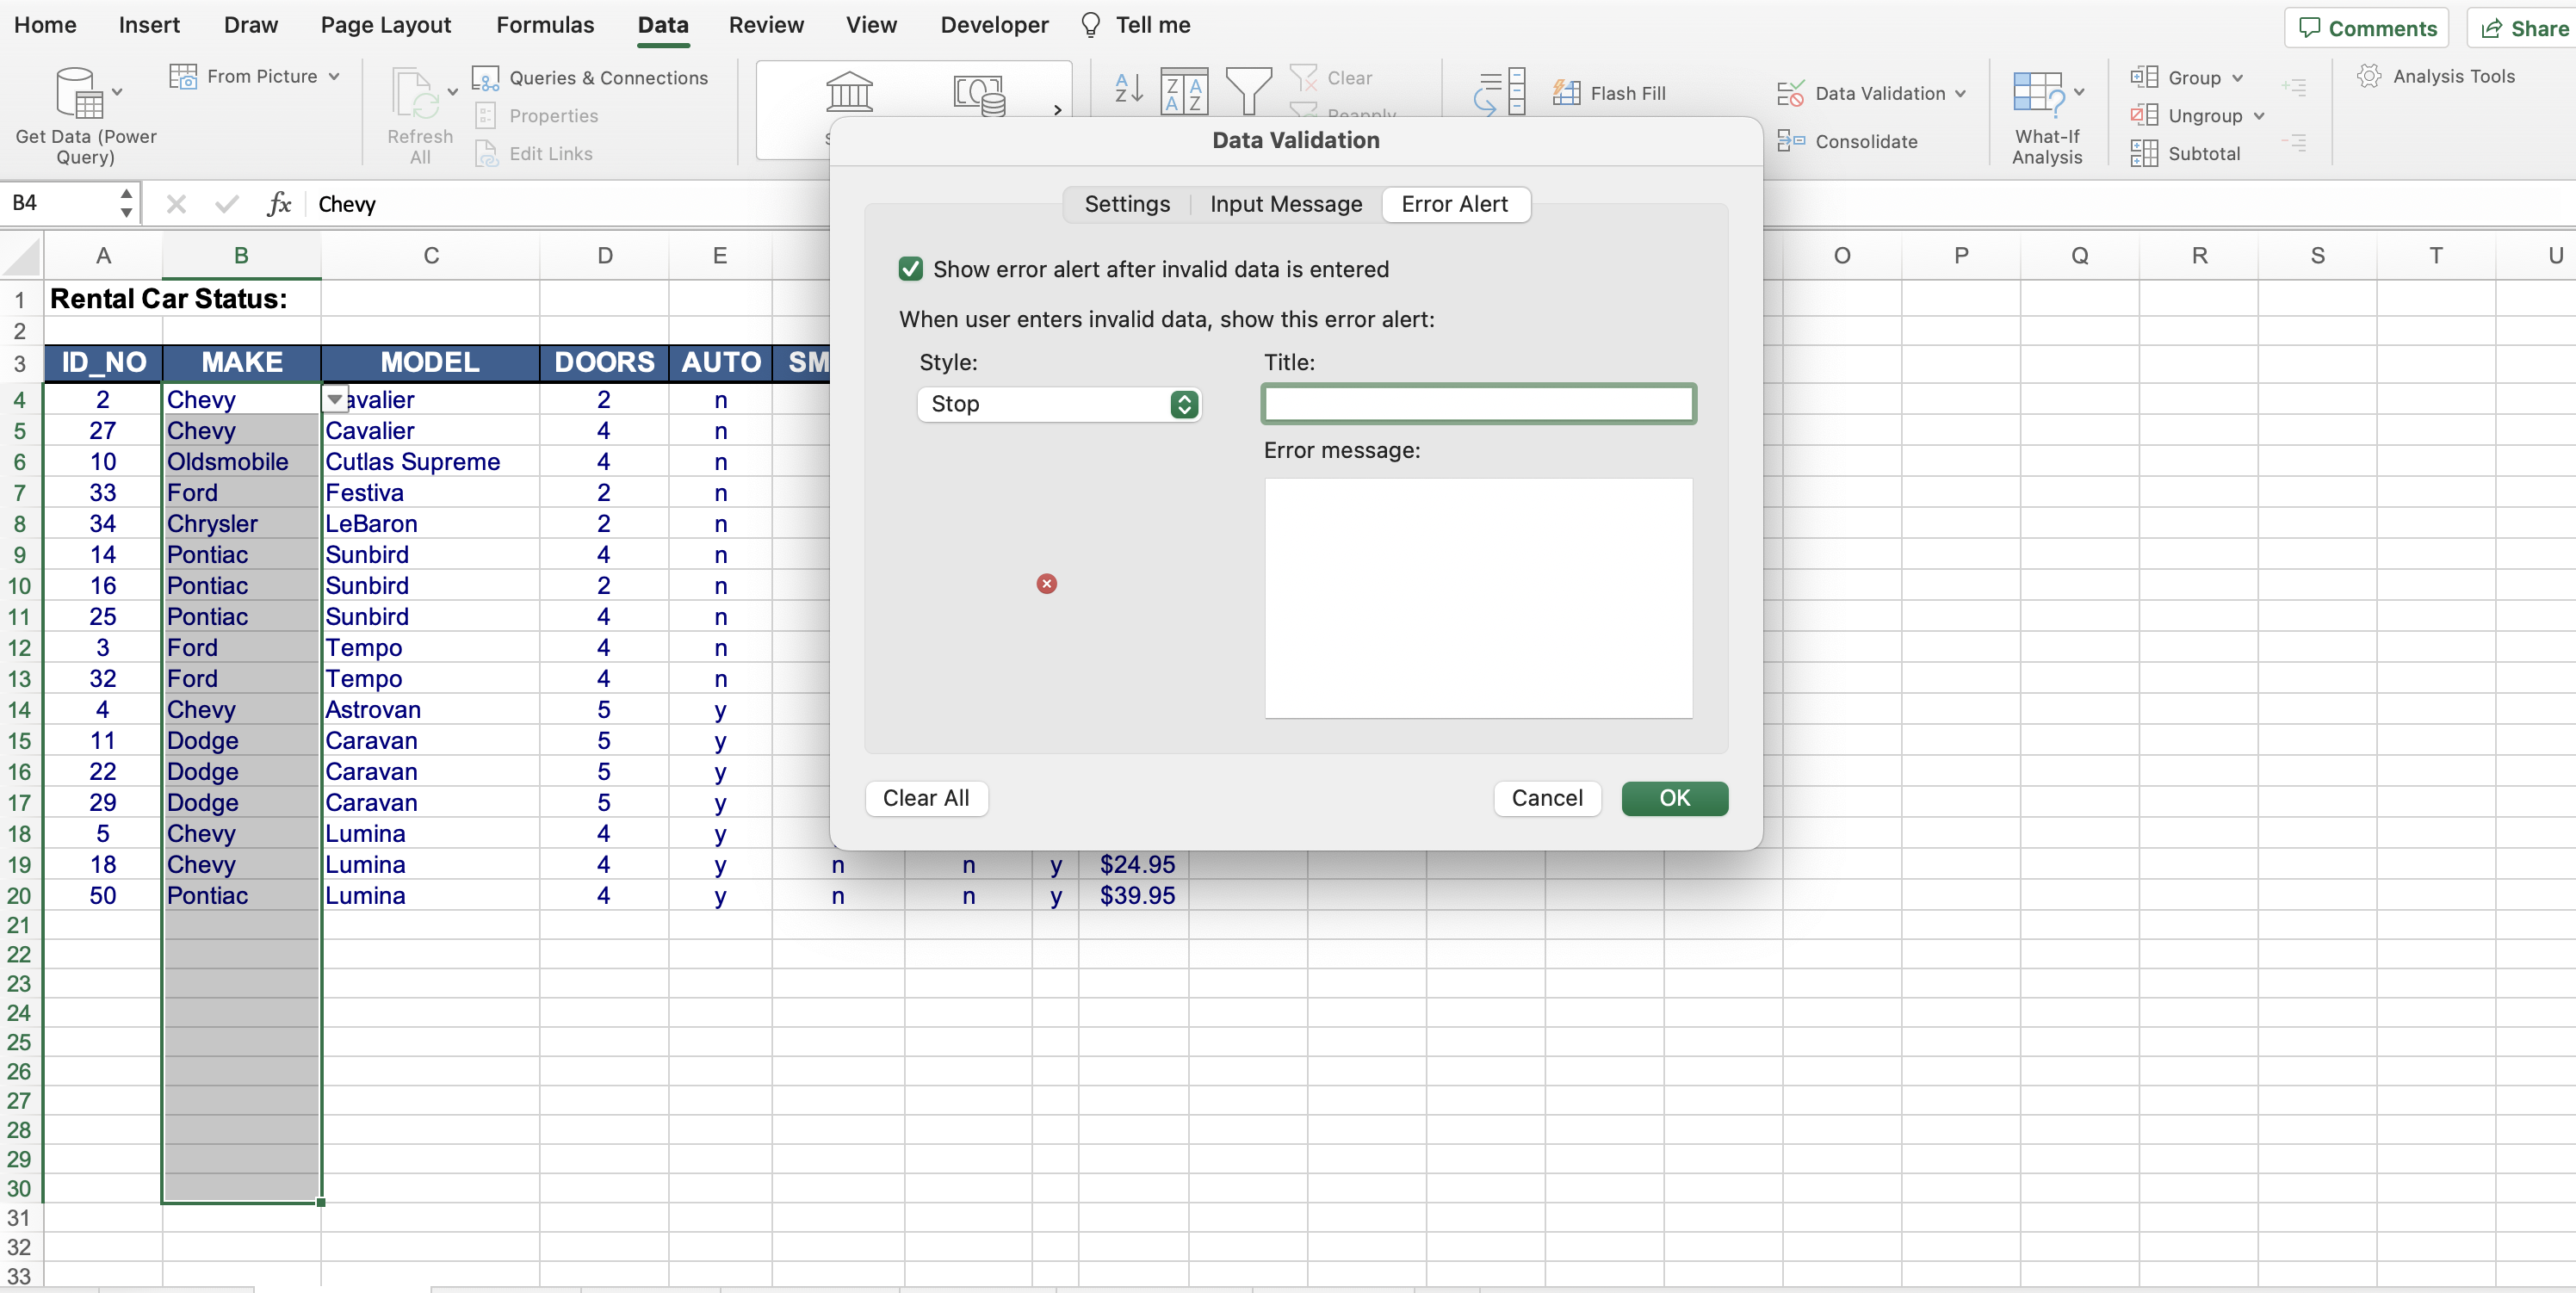 Home Insert Draw Page Layout Formulas Data Review View Developer Tell me Comments Share
From Picture Queries & Connections Clear Group Analysis Tools
Get Data (Power Query) Refresh All Properties Reapply Flash Fill Data Validation What-If Analysis Ungroup
Edit Links Consolidate Subtotal
B4 fx Chevy
A B C D E O P Q R S T U
1 Rental Car Status:
2
3 ID_NO MAKE MODEL DOORS AUTO SM
4 2 Chevy avalier 2 n
5 27 Chevy Cavalier 4 n
6 10 Oldsmobile Cutlas Supreme 4 n
7 33 Ford Festiva 2 n
8 34 Chrysler LeBaron 2 n
9 14 Pontiac Sunbird 4 n
10 16 Pontiac Sunbird 2 n
11 25 Pontiac Sunbird 4 n
12 3 Ford Tempo 4 n
13 32 Ford Tempo 4 n
14 4 Chevy Astrovan 5 y
15 11 Dodge Caravan 5 y
16 22 Dodge Caravan 5 y
17 29 Dodge Caravan 5 y
18 5 Chevy Lumina 4 y
19 18 Chevy Lumina 4 y n n y $24.95
20 50 Pontiac Lumina 4 y n n y $39.95
21
22
23
24
25
26
27
28
29
30
31
32
33
Data Validation
Settings Input Message Error Alert
Show error alert after invalid data is entered
When user enters invalid data, show this error alert:
Style: Title:
Stop
Error message:
Clear All Cancel OK